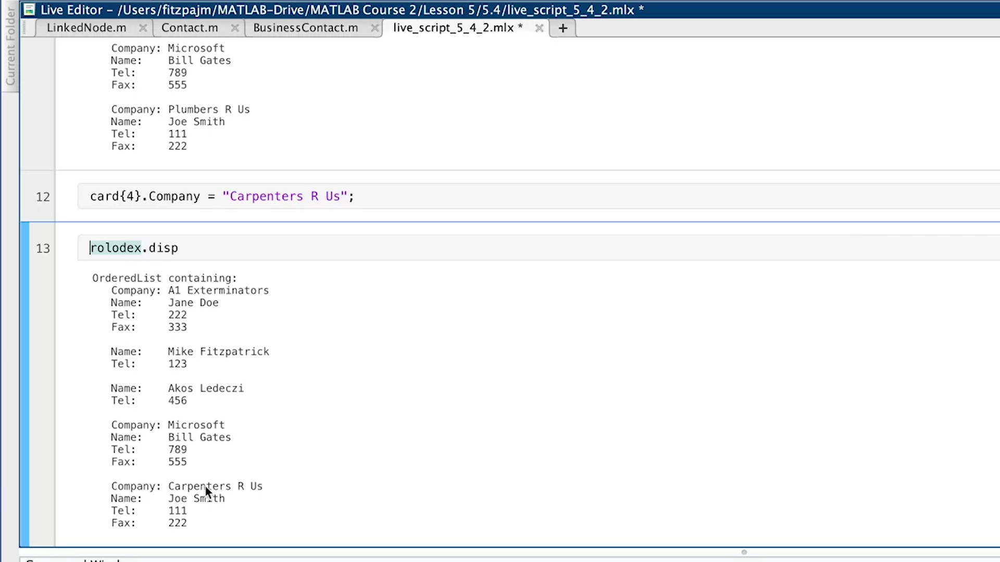 Live Editor – /Users/fitzpajm/MATLAB-Drive/MATLAB Course 2/Lesson 5/5.4/live_script_5_4_2.mlx *
Current Folder
LinkedNode.m × Contact.m × BusinessContact.m × live_script_5_4_2.mlx * × +
Company: Microsoft
Name: Bill Gates
Tel: 789
Fax: 555
Company: Plumbers R Us
Name: Joe Smith
Tel: 111
Fax: 222
12 card{4}.Company = "Carpenters R Us";
13 rolodex.disp
OrderedList containing:
Company: A1 Exterminators
Name: Jane Doe
Tel: 222
Fax: 333
Name: Mike Fitzpatrick
Tel: 123
Name: Akos Ledeczi
Tel: 456
Company: Microsoft
Name: Bill Gates
Tel: 789
Fax: 555
Company: Carpenters R Us
Name: Joe Smith
Tel: 111
Fax: 222